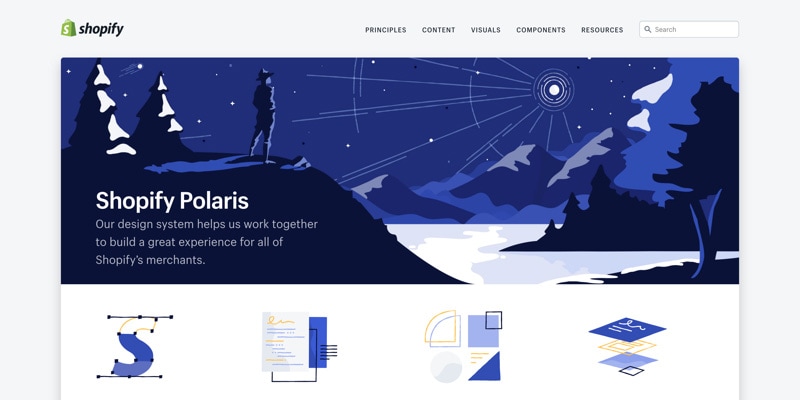 shopify
PRINCIPLES
CONTENT
VISUALS
COMPONENTS
RESOURCES
Search
Shopify Polaris
Our design system helps us work together
to build a great experience for all of
Shopify's merchants.